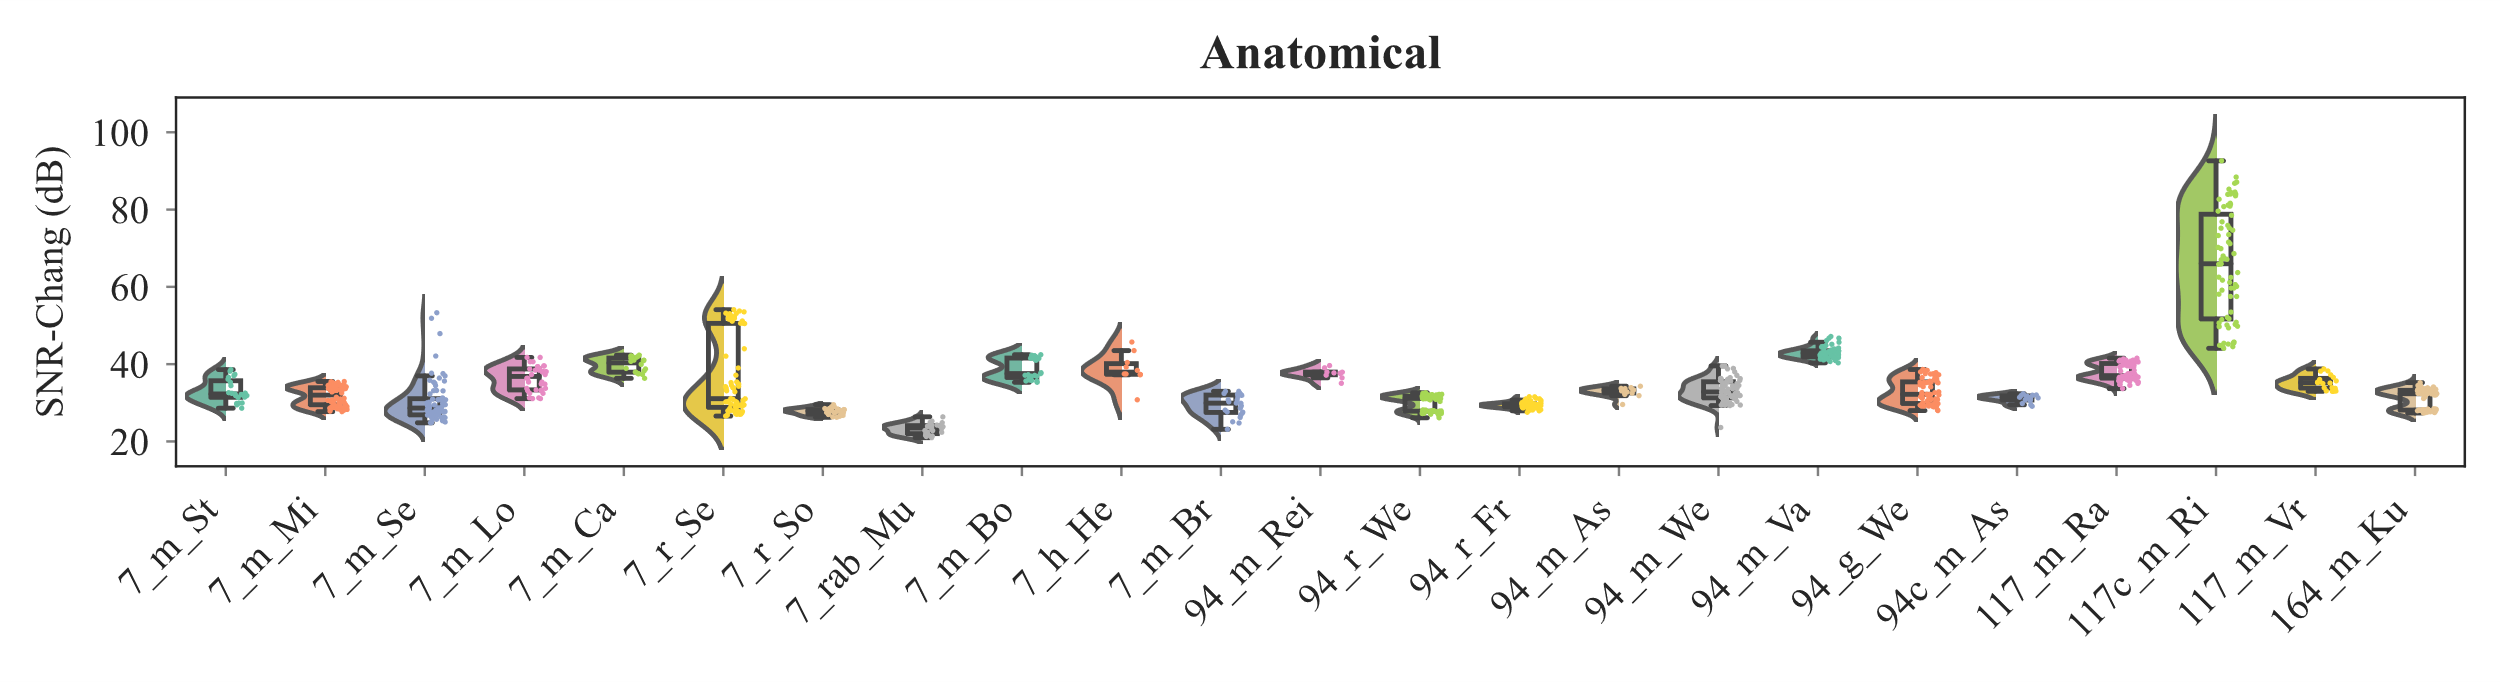 Anatomical
SNR-Chang (dB)
100
80
60
40
20
7_m_St
7_m_Mi
7_m_Se
7_m_Lo
7_m_Ca
7_r_Se
7_r_So
7_rab_Mu
7_m_Bo
7_h_He
7_m_Br
94_m_Rei
94_r_We
94_r_Fr
94_m_As
94_m_We
94_m_Va
94_g_We
94c_m_As
117_m_Ra
117c_m_Ri
117_m_Vr
164_m_Ku